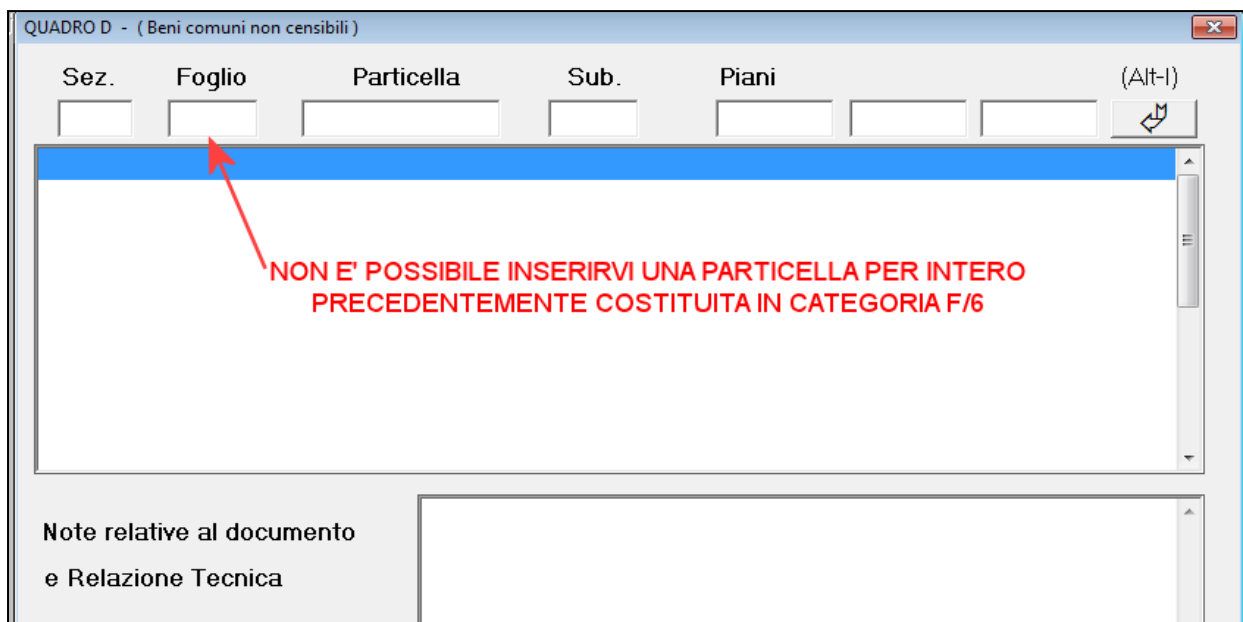 QUADRO D - ( Beni comuni non censibili )
Sez. Foglio Particella Sub. Piani (Alt-I)
NON E' POSSIBILE INSERIRVI UNA PARTICELLA PER INTERO
PRECEDENTEMENTE COSTITUITA IN CATEGORIA F/6
Note relative al documento
e Relazione Tecnica